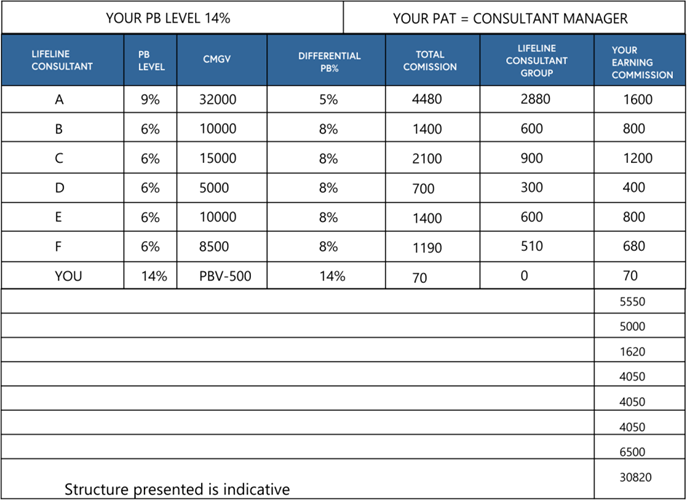 YOUR PB LEVEL 14% YOUR PAT = CONSULTANT MANAGER
LIFELINE CONSULTANT PB LEVEL CMGV DIFFERENTIAL PB% TOTAL COMISSION LIFELINE CONSULTANT GROUP YOUR EARNING COMMISSION
A 9% 32000 5% 4480 2880 1600
B 6% 10000 8% 1400 600 800
C 6% 15000 8% 2100 900 1200
D 6% 5000 8% 700 300 400
E 6% 10000 8% 1400 600 800
F 6% 8500 8% 1190 510 680
YOU 14% PBV-500 14% 70 0 70
5550
5000
1620
4050
4050
4050
6500
30820
Structure presented is indicative